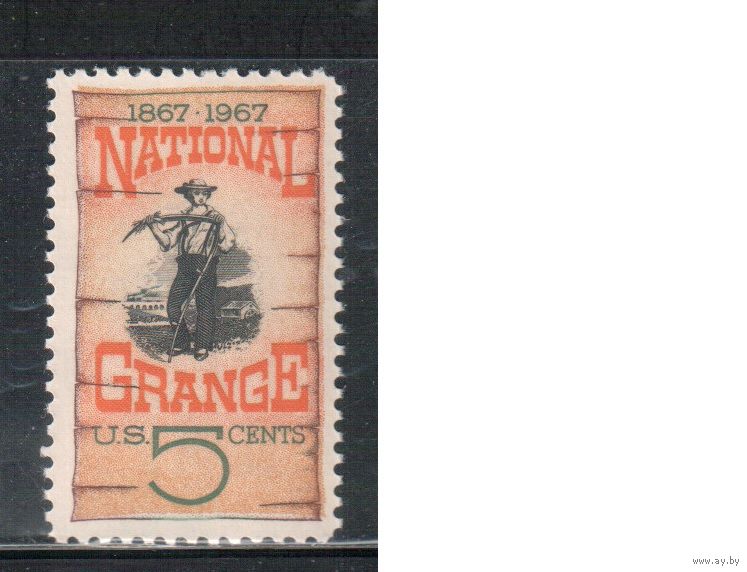 1867 · 1967
NATIONAL
GRANGE
U.S. 5 CENTS
www.ay.by